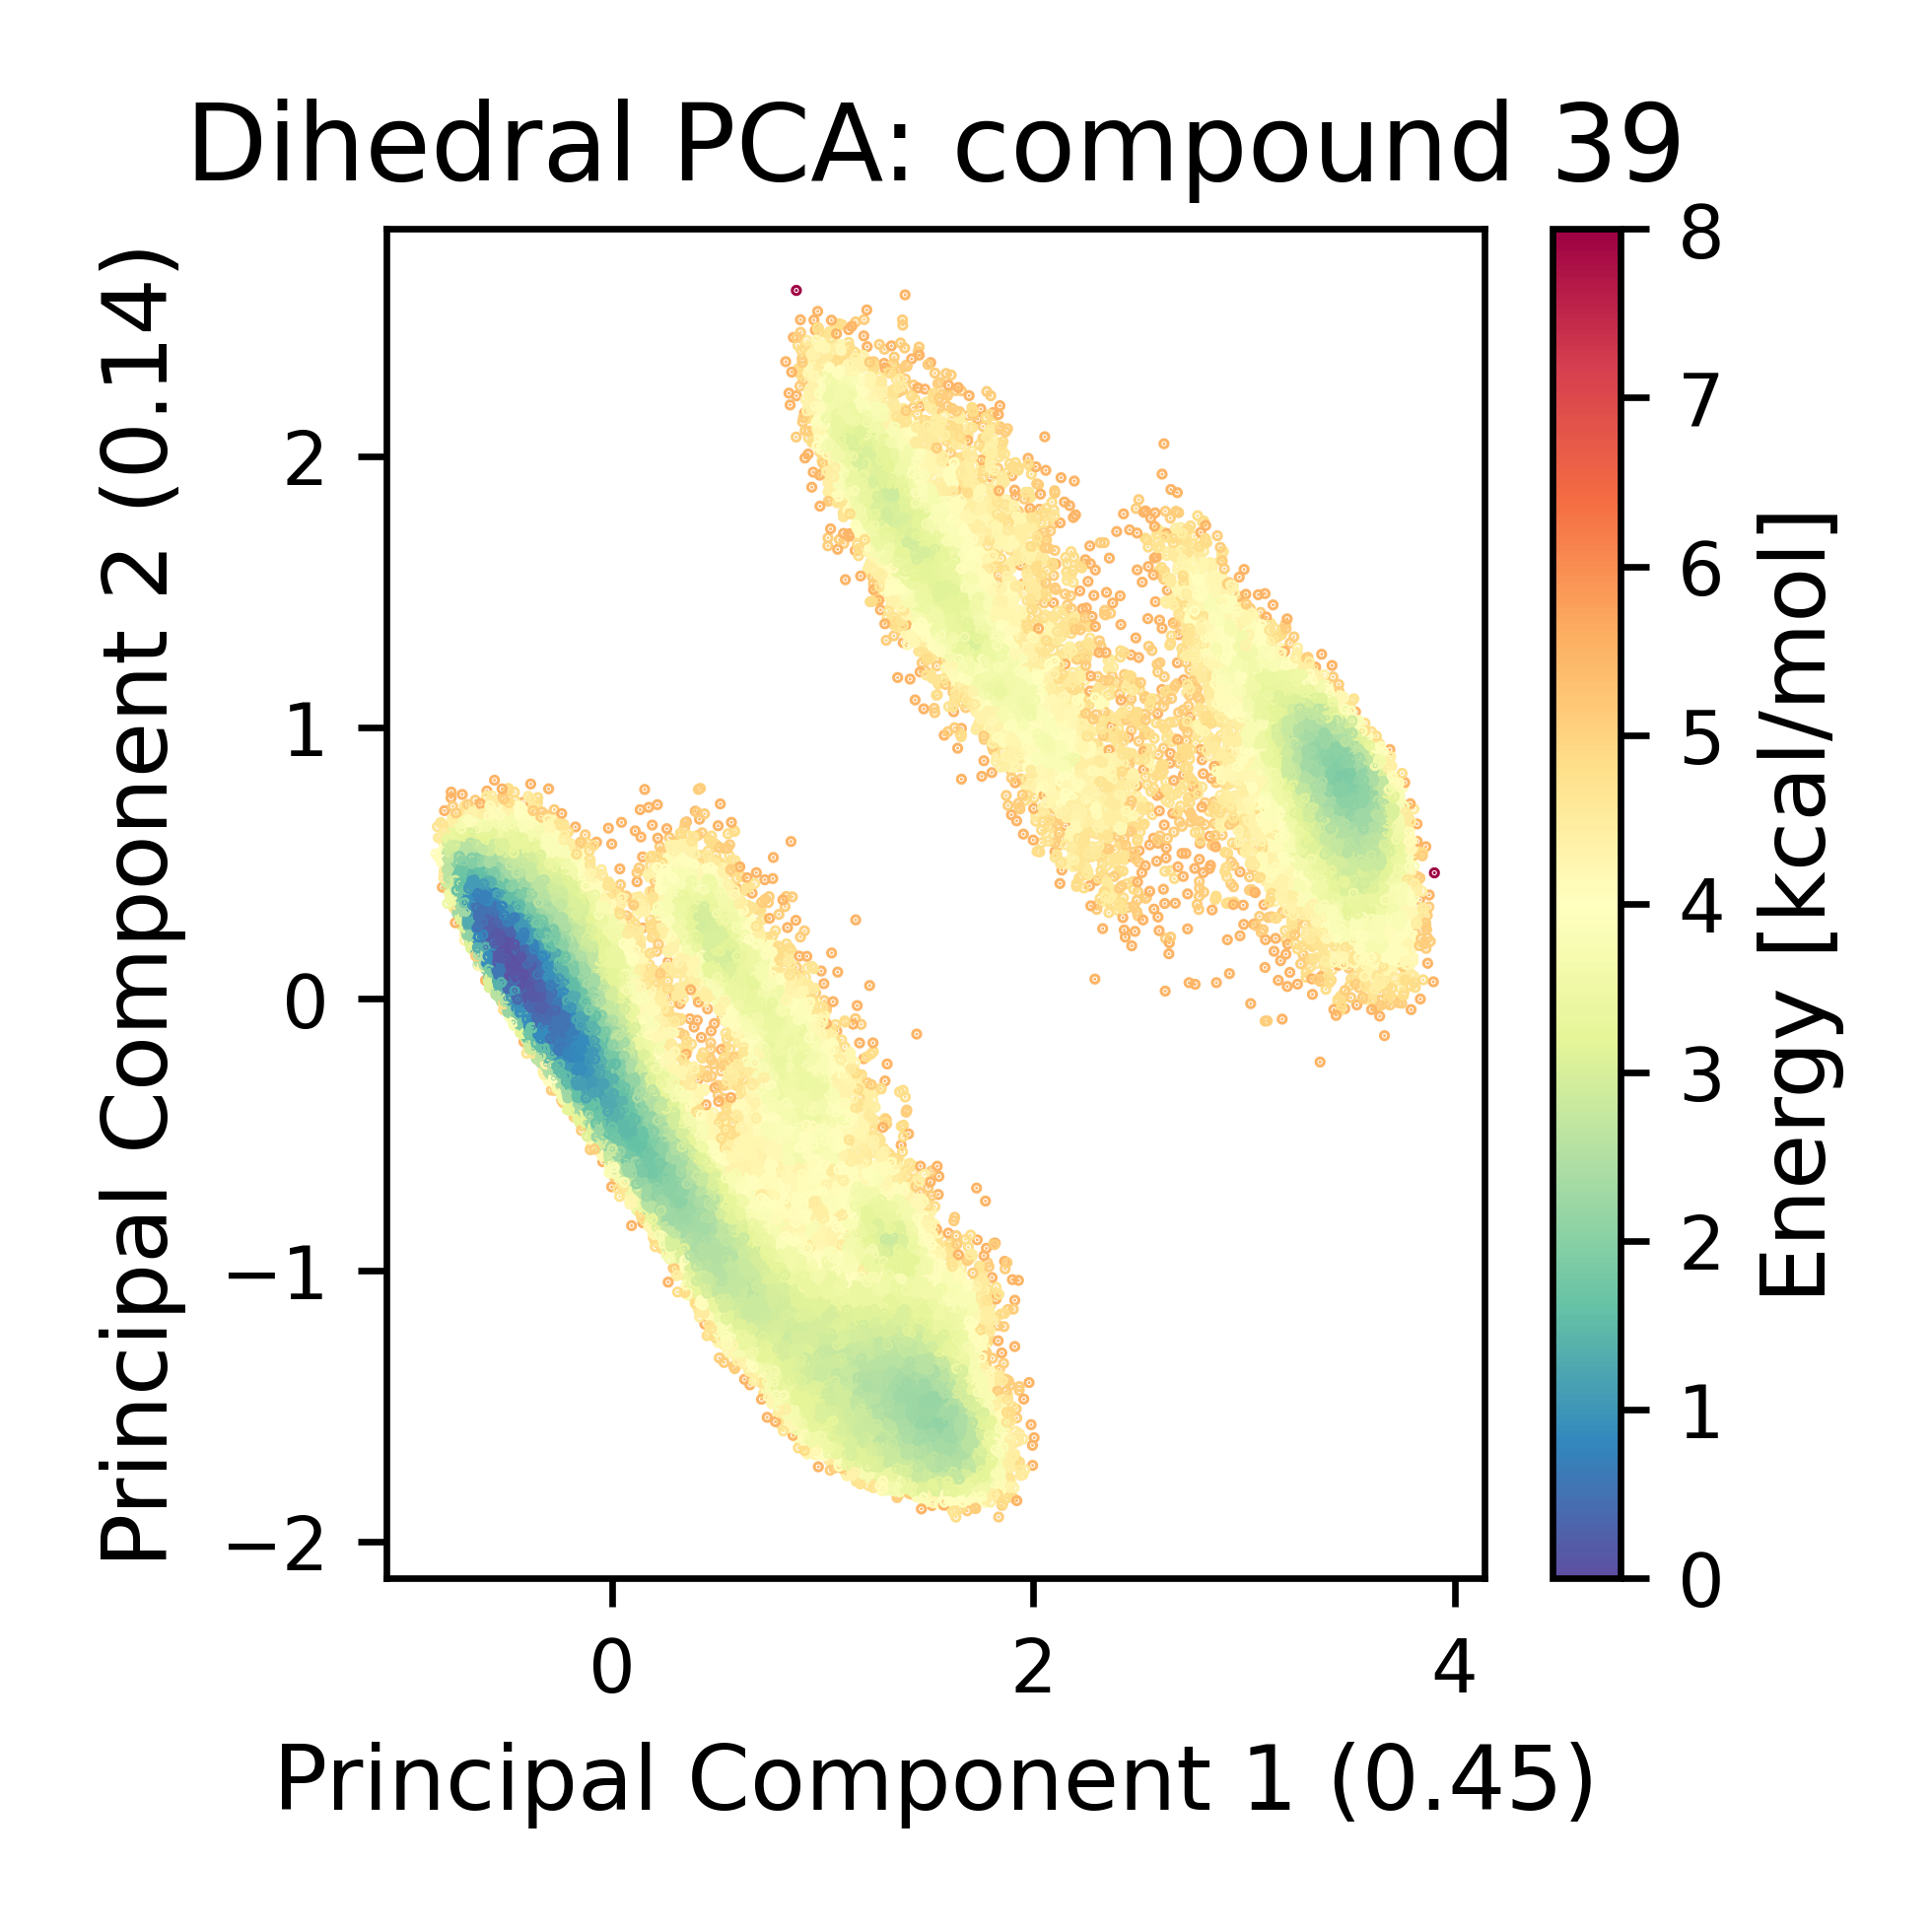 Dihedral PCA: compound 39
Principal Component 2 (0.14)
2
1
0
−1
−2
0 2 4
Principal Component 1 (0.45)
8
7
6
5
4
3
2
1
0
Energy [kcal/mol]